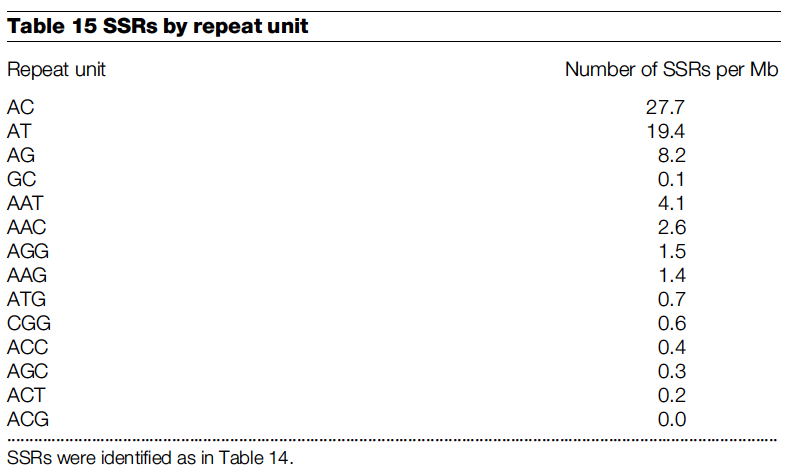 Table 15 SSRs by repeat unit
Repeat unit Number of SSRs per Mb
AC 27.7
AT 19.4
AG 8.2
GC 0.1
AAT 4.1
AAC 2.6
AGG 1.5
AAG 1.4
ATG 0.7
CGG 0.6
ACC 0.4
AGC 0.3
ACT 0.2
ACG 0.0
SSRs were identified as in Table 14.